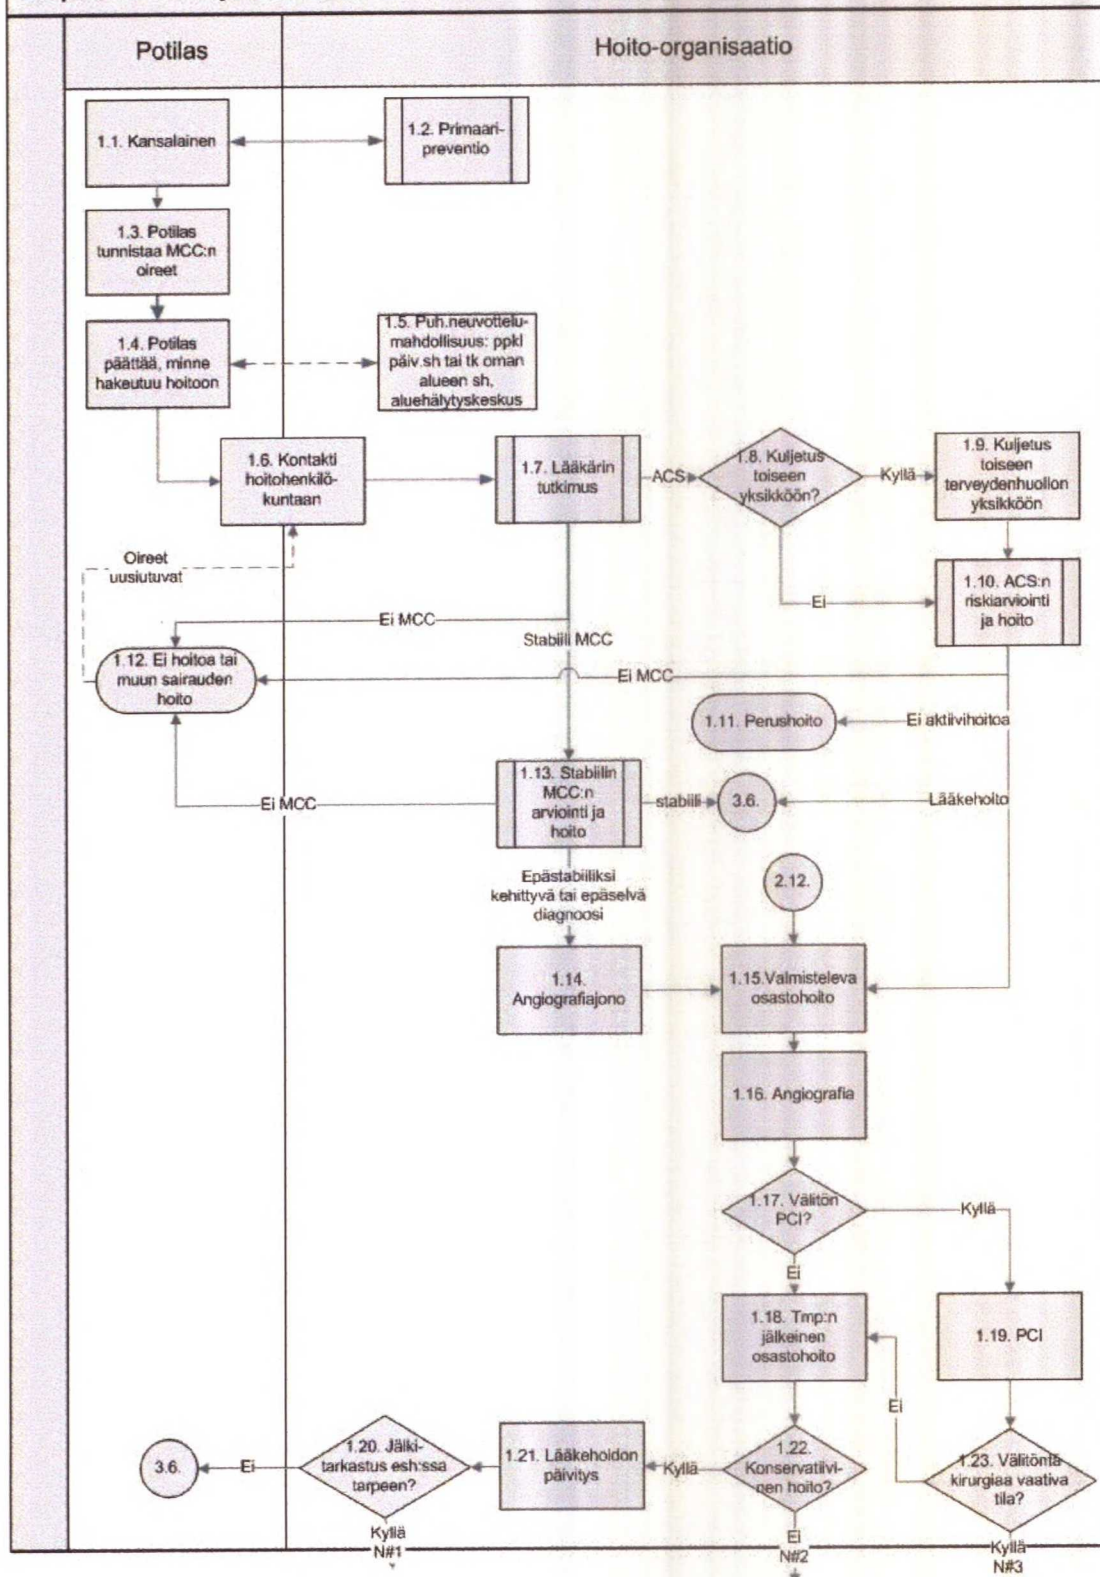 Potilas
Hoito-organisaatio
1.1. Kansalainen
1.2. Primaari-
preventio
1.3. Potilas
tunnistaa MCC:n
oireet
1.4. Potilas
päättää, minne
hakeutuu hoitoon
1.5. Puh.neuvottelu-
mahdollisuus: ppkl
päiv.sh tai tk oman
alueen sh,
aluehälytyskeskus
1.6. Kontakti
hoitohenkilö-
kuntaan
1.7. Lääkärin
tutkimus
ACS
1.8. Kuljetus
toiseen
yksikköön?
Kyllä
1.9. Kuljetus
toiseen
terveydenhuollon
yksikköön
Oireet
uusiutuvat
Ei
1.10. ACS:n
riskiarviointi
ja hoito
Ei MCC
Stabiili MCC
1.12. Ei hoitoa tai
muun sairauden
hoito
Ei MCC
1.11. Perushoito
Ei aktiivihoitoa
Ei MCC
1.13. Stabiilin
MCC:n
arviointi ja
hoito
stabiili
3.6.
Lääkehoito
Epästabiiliksi
kehittyvä tai epäselvä
diagnoosi
2.12.
1.14.
Angiografiajono
1.15.Valmisteleva
osastohoito
1.16. Angiografia
1.17. Välitön
PCI?
Kyllä
Ei
1.18. Tmp:n
jälkeinen
osastohoito
1.19. PCI
Ei
3.6.
Ei
1.20. Jälki-
tarkastus esh:ssa
tarpeen?
1.21. Lääkehoidon
päivitys
Kyllä
1.22.
Konservatiivi-
nen hoito?
1.23. Välitöntä
kirurgiaa vaativa
tila?
Kyllä
N#1
Ei
N#2
Kyllä
N#3